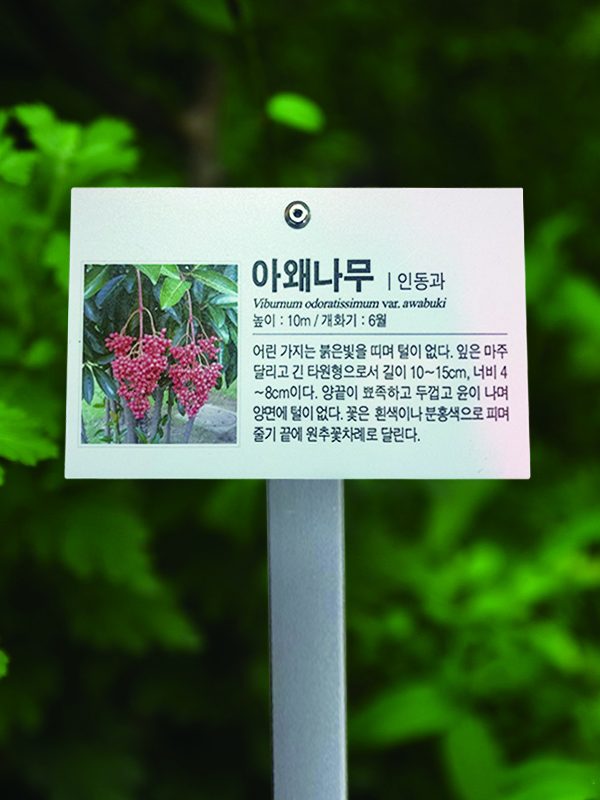 아왜나무 | 인동과
Viburnum odoratissimum var. awabuki
높이 : 10m / 개화기 : 6월
어린 가지는 붉은빛을 띠며 털이 없다. 잎은 마주
달리고 긴 타원형으로서 길이 10~15cm, 너비 4
~8cm이다. 양끝이 뾰족하고 두껍고 윤이 나며
양면에 털이 없다. 꽃은 흰색이나 분홍색으로 피며
줄기 끝에 원추꽃차례로 달린다.